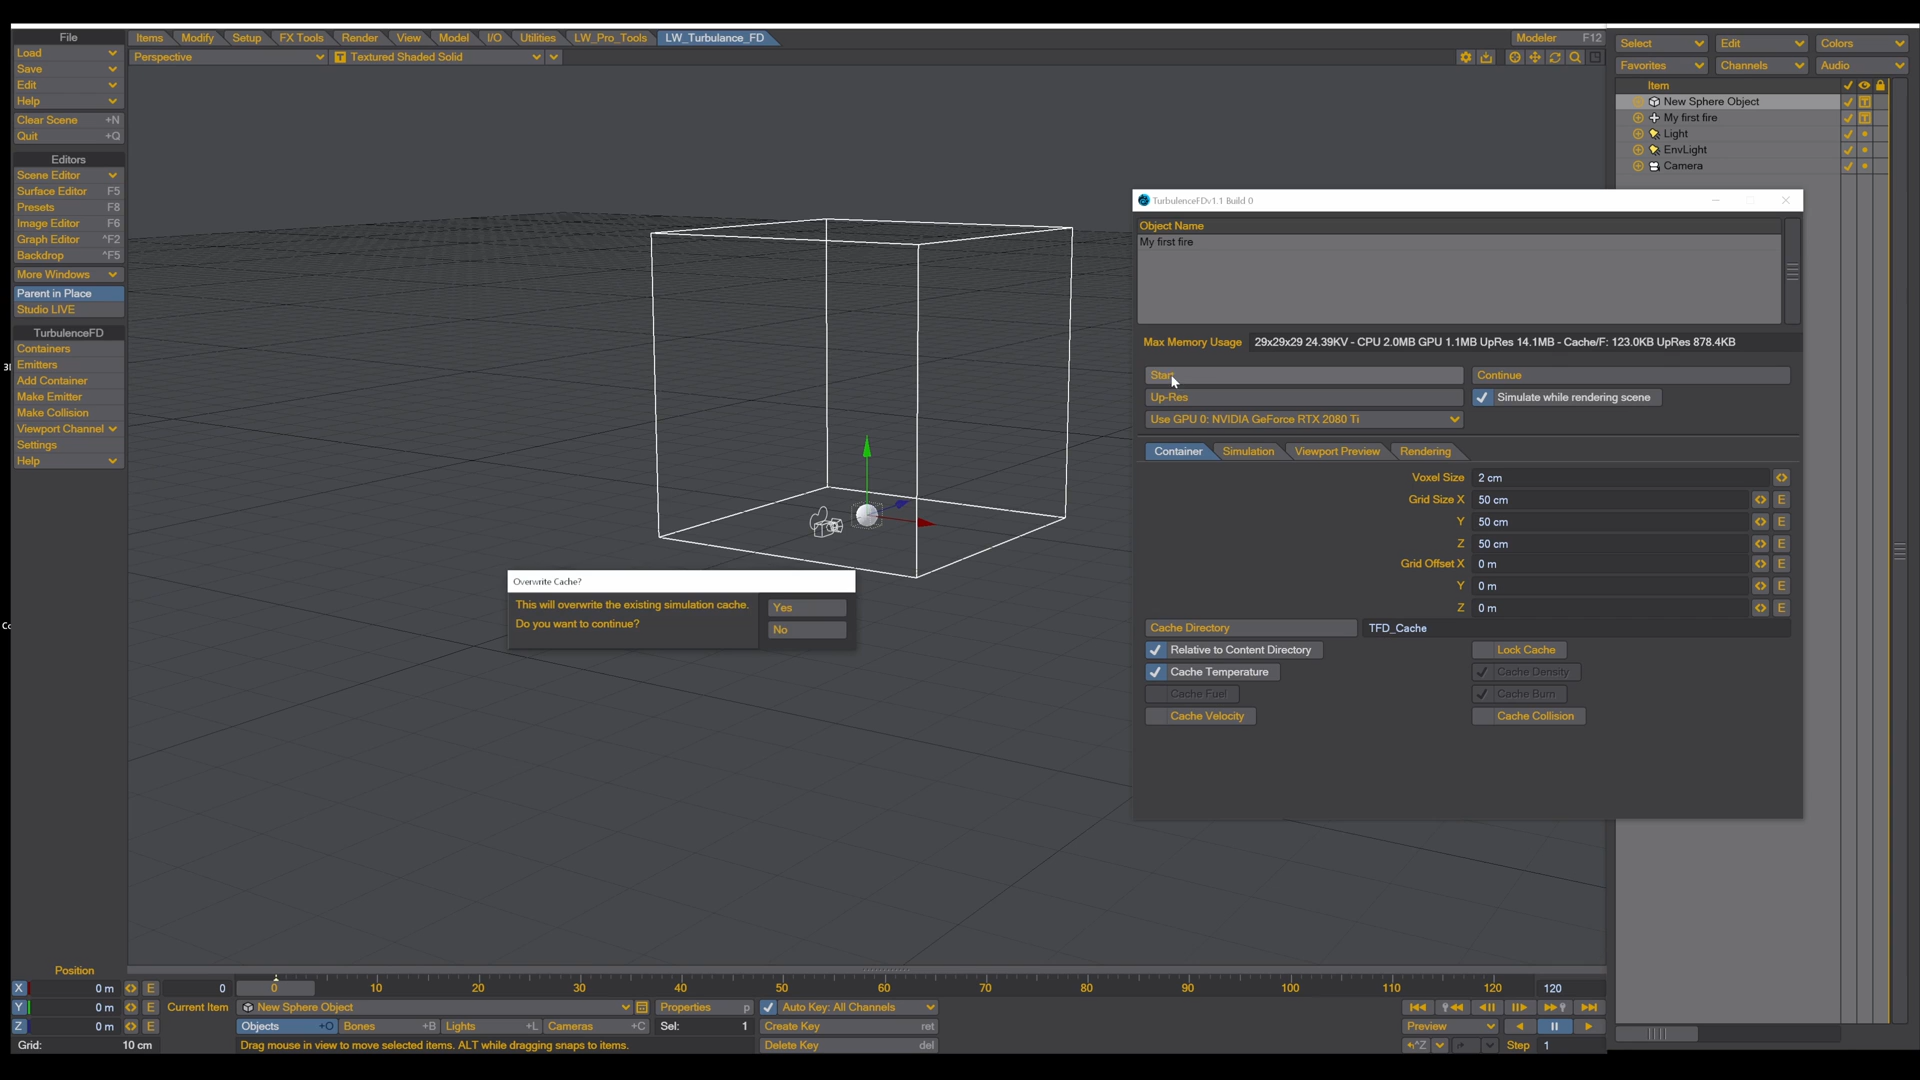 File
Load
Save
Edit
Help
Clear Scene +N
Quit +Q
Editors
Scene Editor
Surface Editor F5
Presets F8
Image Editor F6
Graph Editor ^F2
Backdrop ^F5
More Windows
Parent in Place
Studio LIVE
TurbulenceFD
Containers
Emitters
Add Container
Make Emitter
Make Collision
Viewport Channel
Settings
Help
Items Modify Setup FX Tools Render View Model I/O Utilities LW_Pro_Tools LW_Turbulance_FD Modeler F12
Perspective T Textured Shaded Solid
Select Edit Colors
Favorites Channels Audio
Item
New Sphere Object
My first fire
Light
EnvLight
Camera
TurbulenceFDv1.1 Build 0
Object Name
My first fire
Max Memory Usage 29x29x29 24.39KV - CPU 2.0MB GPU 1.1MB UpRes 14.1MB - Cache/F: 123.0KB UpRes 878.4KB
Start Continue
Up-Res Simulate while rendering scene
Use GPU 0: NVIDIA GeForce RTX 2080 Ti
Container Simulation Viewport Preview Rendering
Voxel Size 2 cm
Grid Size X 50 cm E
Y 50 cm E
Z 50 cm E
Grid Offset X 0 m E
Y 0 m E
Z 0 m E
Cache Directory TFD_Cache
Relative to Content Directory Lock Cache
Cache Temperature Cache Density
Cache Fuel Cache Burn
Cache Velocity Cache Collision
Overwrite Cache?
This will overwrite the existing simulation cache. Yes
Do you want to continue? No
Position
X 0 m E 0 0 10 20 30 40 50 60 70 80 90 100 110 120 120
Y 0 m E Current Item New Sphere Object Properties p Auto Key: All Channels
Z 0 m E Objects +O Bones +B Lights +L Cameras +C Sel: 1 Create Key ret Preview
Grid: 10 cm Drag mouse in view to move selected items. ALT while dragging snaps to items. Delete Key del ^Z Step 1